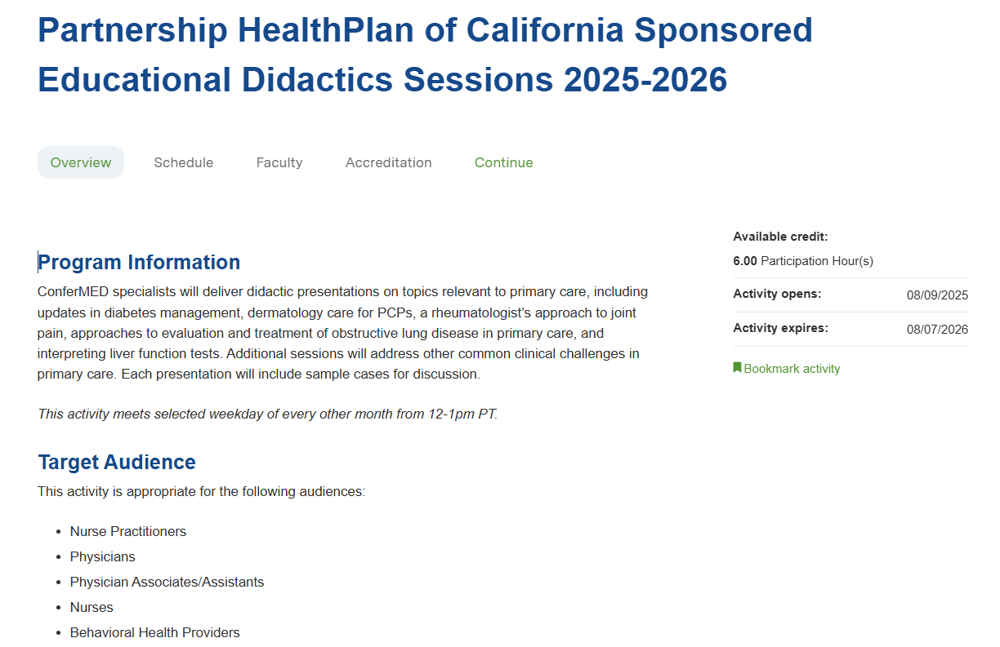 Partnership HealthPlan of California Sponsored
Educational Didactics Sessions 2025-2026
Overview
Schedule
Faculty
Accreditation
Continue
Program Information
ConferMED specialists will deliver didactic presentations on topics relevant to primary care, including
updates in diabetes management, dermatology care for PCPs, a rheumatologist’s approach to joint
pain, approaches to evaluation and treatment of obstructive lung disease in primary care, and
interpreting liver function tests. Additional sessions will address other common clinical challenges in
primary care. Each presentation will include sample cases for discussion.
This activity meets selected weekday of every other month from 12-1pm PT.
Target Audience
This activity is appropriate for the following audiences:
• Nurse Practitioners
• Physicians
• Physician Associates/Assistants
• Nurses
• Behavioral Health Providers
Available credit:
6.00 Participation Hour(s)
Activity opens: 08/09/2025
Activity expires: 08/07/2026
Bookmark activity